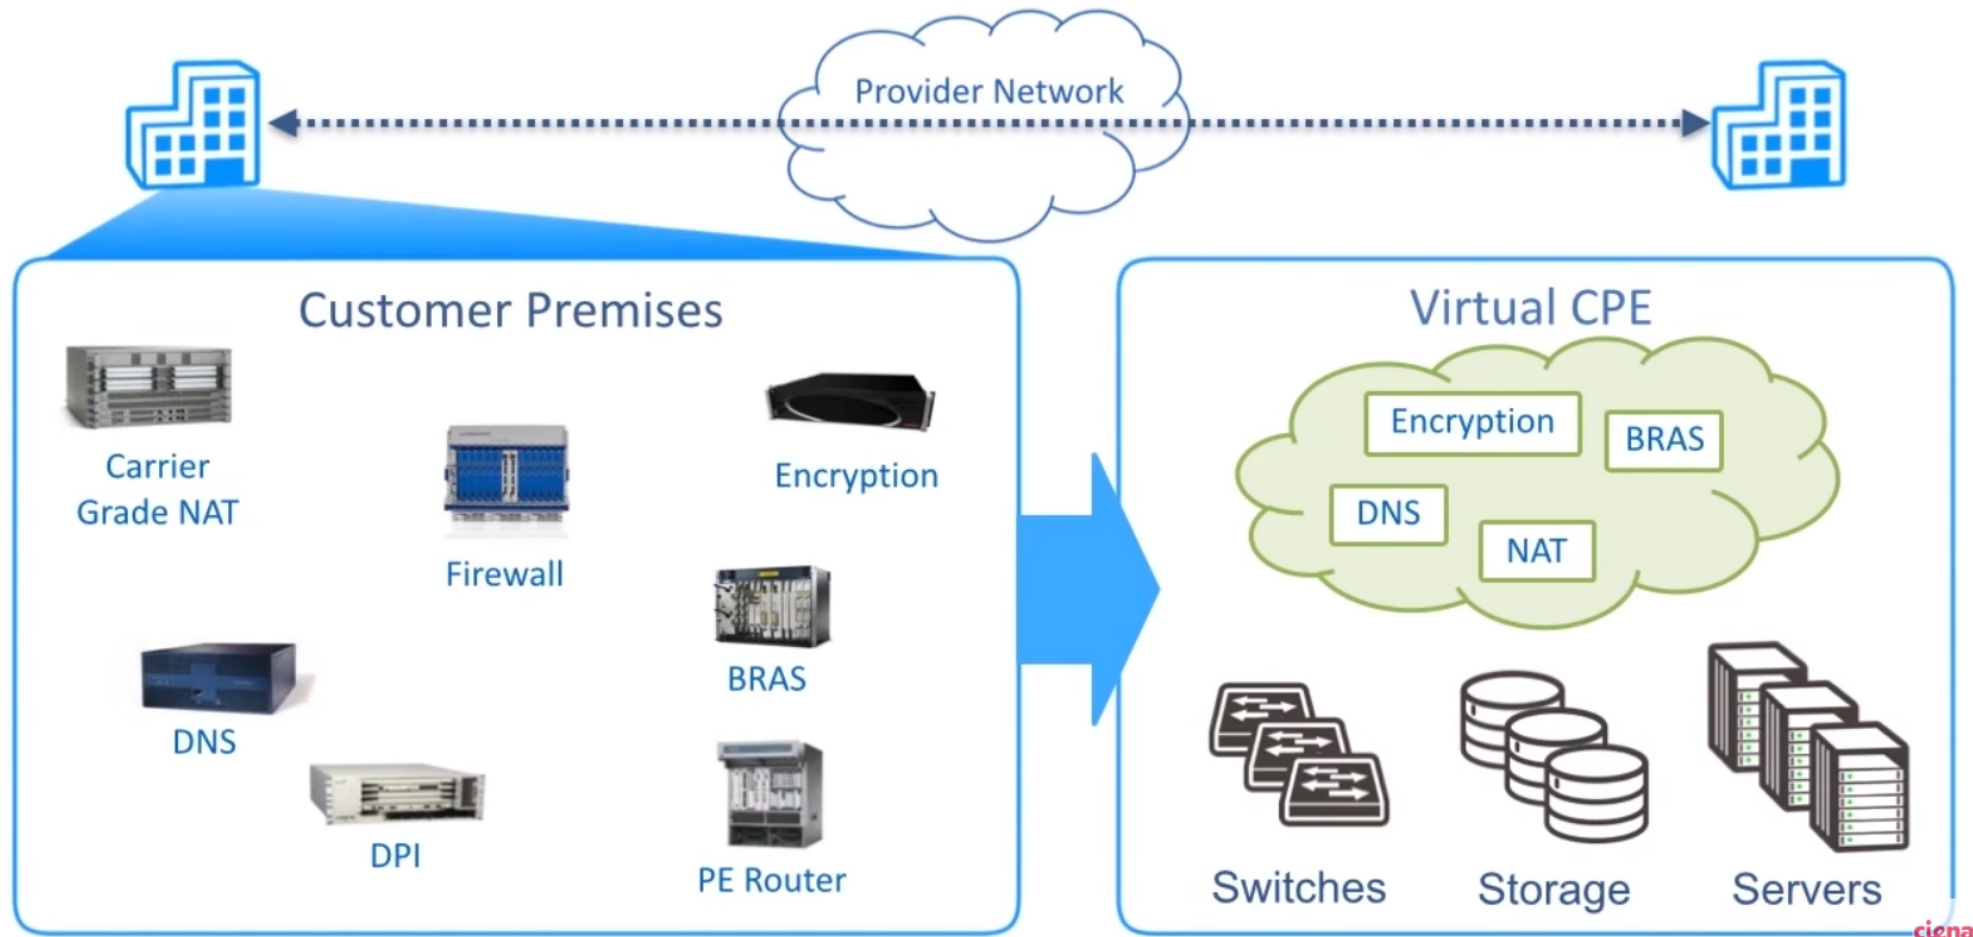 Provider Network
Customer Premises
Carrier
Grade NAT
Firewall
Encryption
BRAS
DNS
DPI
PE Router
Virtual CPE
Encryption
BRAS
DNS
NAT
Switches
Storage
Servers
ciena